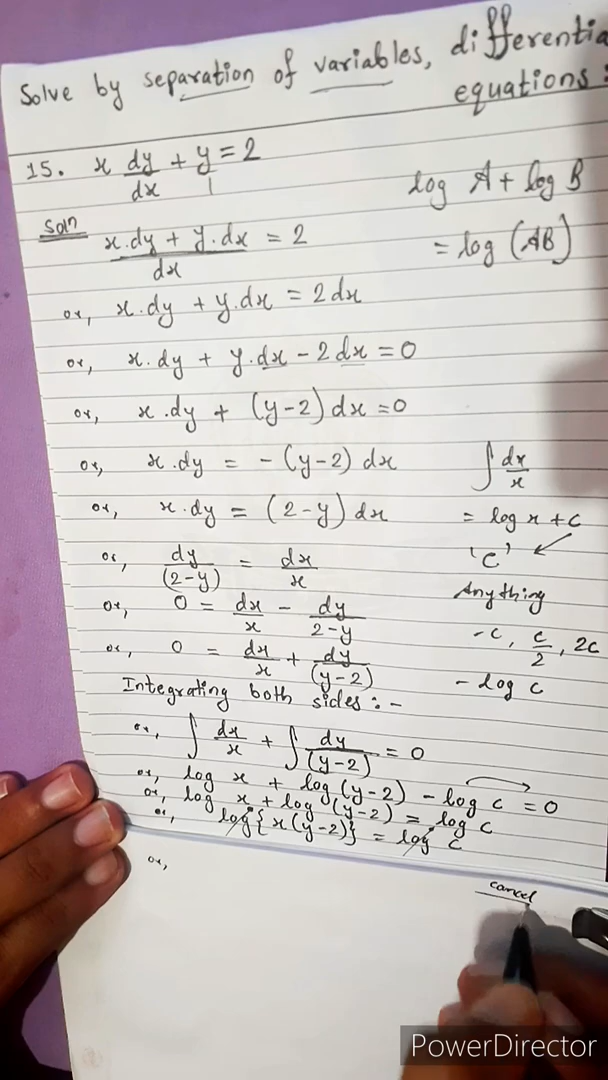 Solve by separation of variables, differential
equations :
15. x dy/dx + y = 2
log A + log B
= log (AB)
Soln
(x.dy + y.dx)/dx = 2
or, x.dy + y.dx = 2dx
or, x.dy + y.dx - 2dx = 0
or, x.dy + (y-2) dx = 0
or, x.dy = - (y-2) dx
or, x.dy = (2-y) dx
or, dy/(2-y) = dx/x
or, 0 = dx/x - dy/2-y
or, 0 = dx/x + dy/(y-2)
∫ dx/x
= log x + c
'c'
Anything
-c, c/2, 2c
- log c
Integrating both sides :-
or, ∫ dx/x + ∫ dy/(y-2) = 0
or, log x + log (y-2) - log c = 0
or, log x + log (y-2) = log c
or, log {x(y-2)} = log c
or,
cancel
PowerDirector